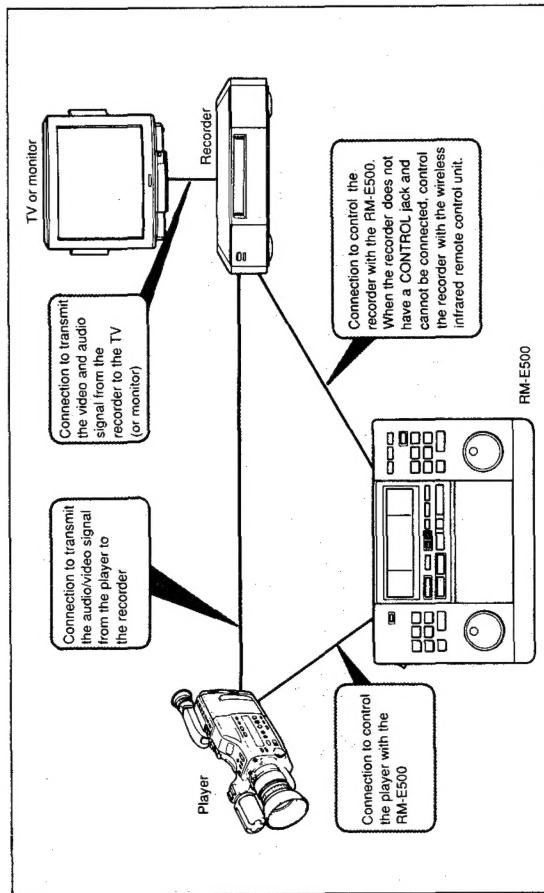 TV or monitor
Recorder
Connection to transmit
the video and audio
signal from the
recorder to the TV
(or monitor)
Connection to transmit
the audio/video signal
from the player to
the recorder
Player
Connection to control the
recorder with the RM-E500.
When the recorder does not
have a CONTROL jack and
cannot be connected, control
the recorder with the wireless
infrared remote control unit.
Connection to control
the player with the
RM-E500
RM-E500